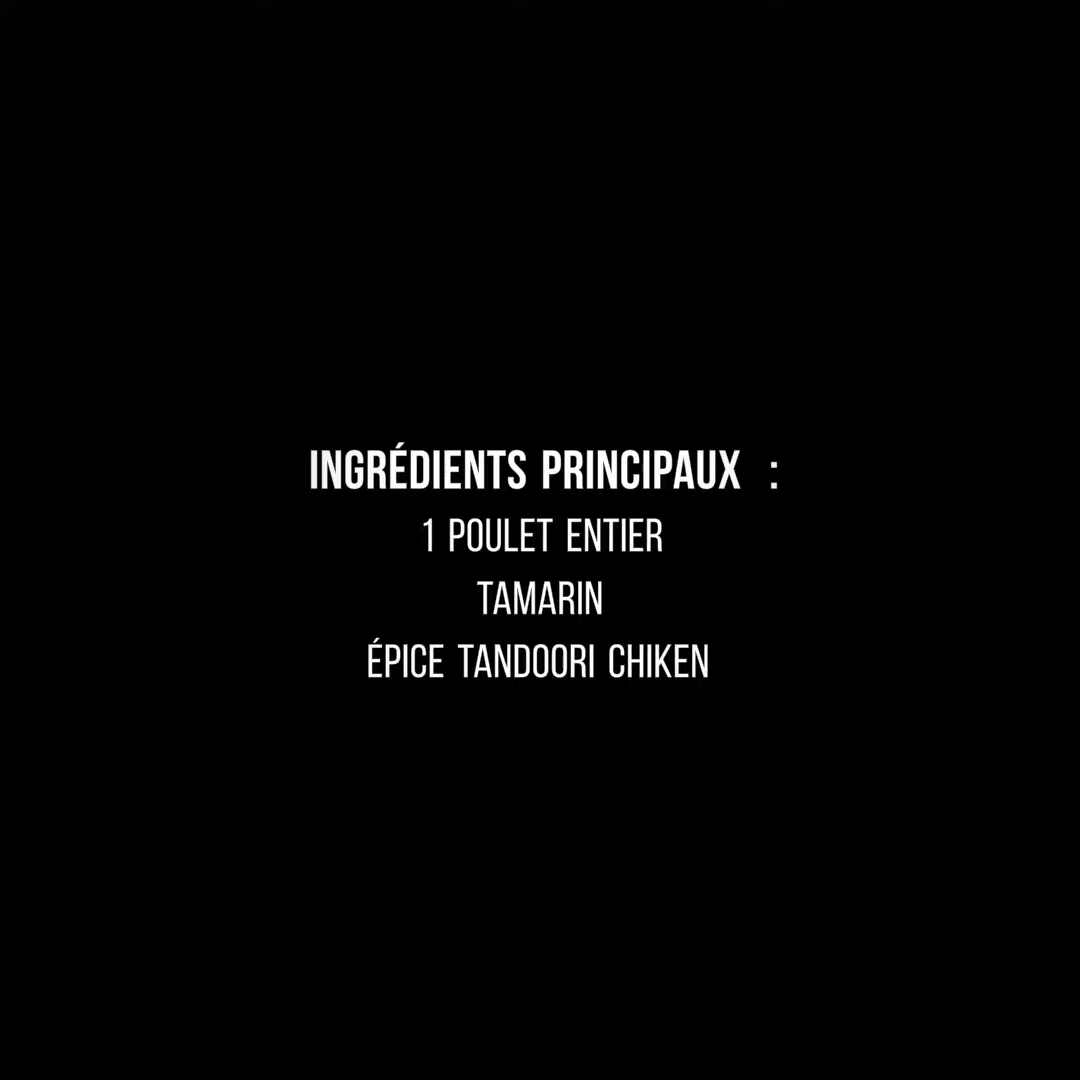 INGRÉDIENTS PRINCIPAUX :
1 POULET ENTIER
TAMARIN
ÉPICE TANDOORI CHIKEN